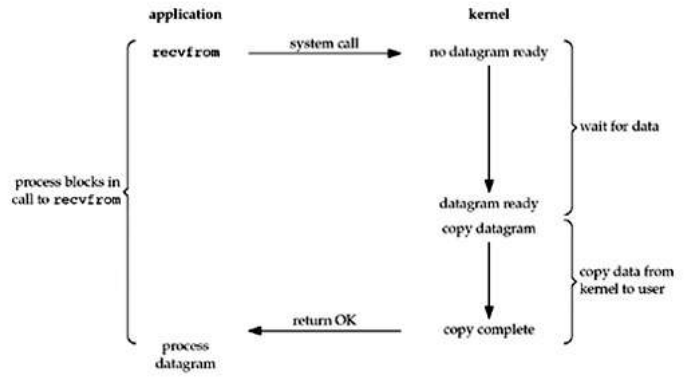 application kernel
recvfrom system call no datagram ready
wait for data
process blocks in
call to recvfrom
datagram ready
copy datagram
copy data from
kernel to user
return OK copy complete
process
datagram